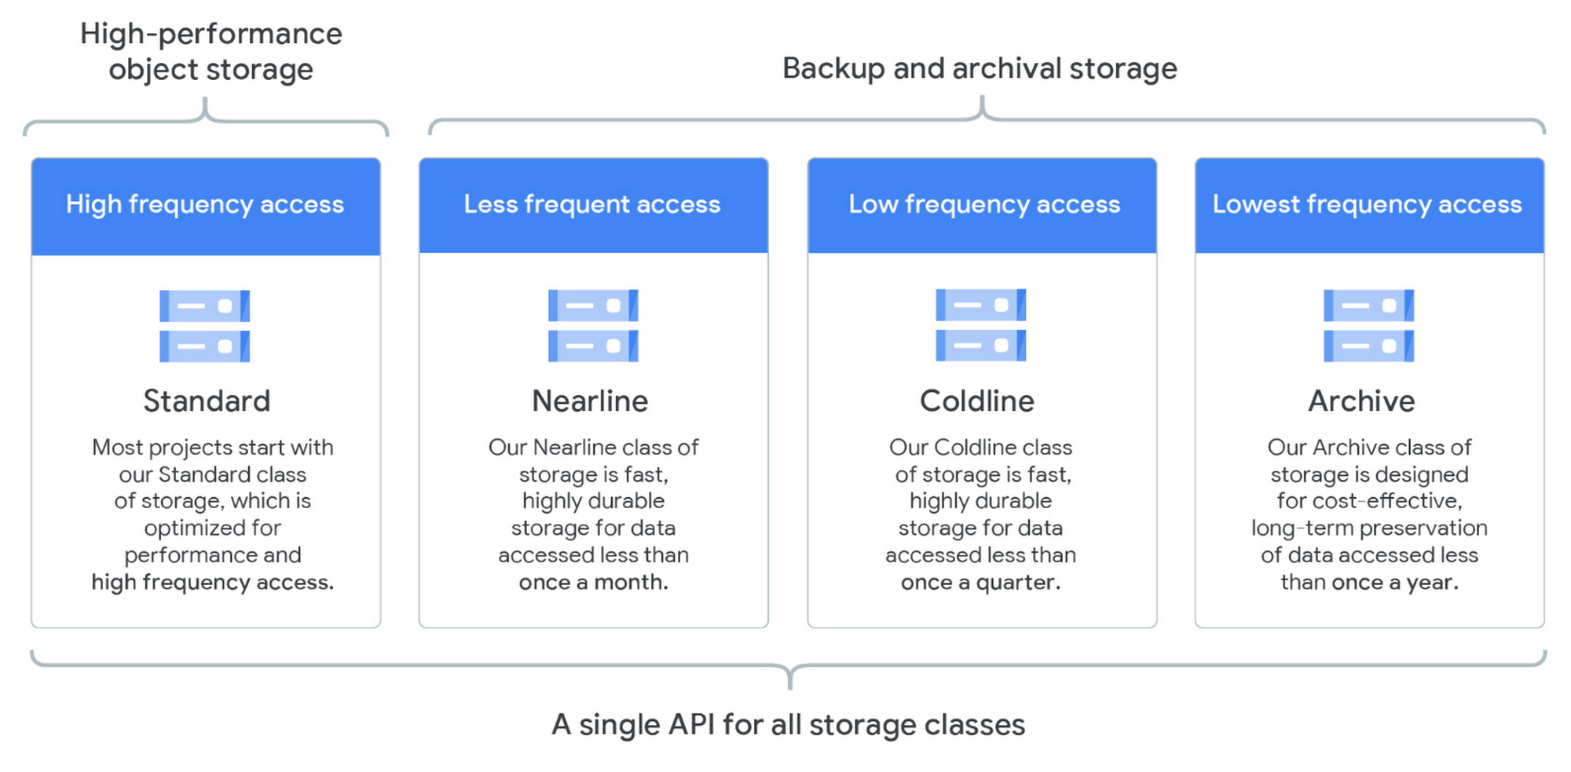 High-performance
object storage
Backup and archival storage
High frequency access
Standard
Most projects start with
our Standard class
of storage, which is
optimized for
performance and
high frequency access.
Less frequent access
Nearline
Our Nearline class of
storage is fast,
highly durable
storage for data
accessed less than
once a month.
Low frequency access
Coldline
Our Coldline class
of storage is fast,
highly durable
storage for data
accessed less than
once a quarter.
Lowest frequency access
Archive
Our Archive class of
storage is designed
for cost-effective,
long-term preservation
of data accessed less
than once a year.
A single API for all storage classes